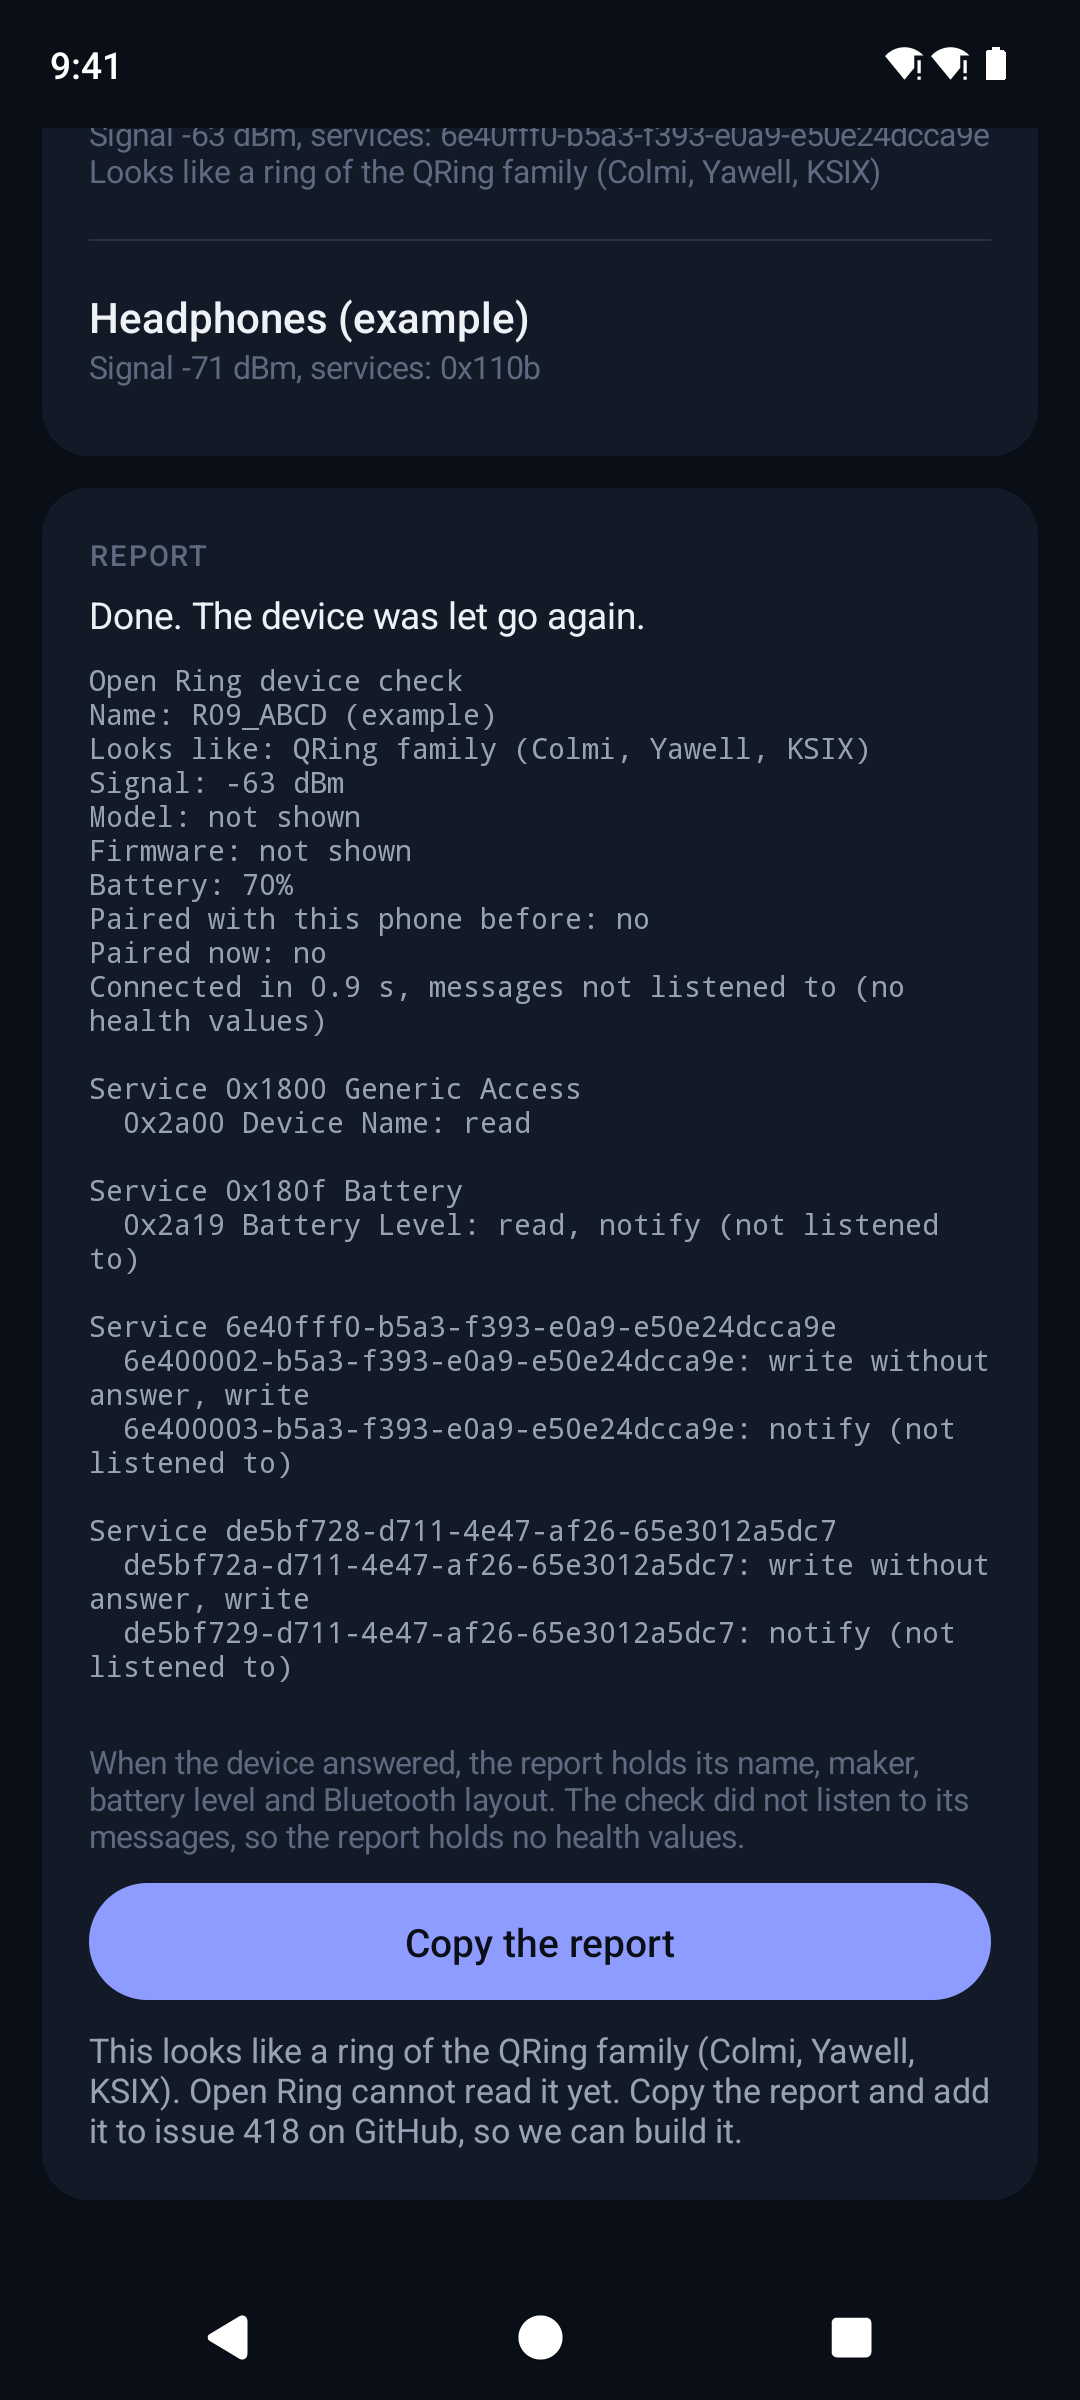 9:41
Signal -63 dBm, services: 6e40fff0-b5a3-f393-e0a9-e50e24dcca9e
Looks like a ring of the QRing family (Colmi, Yawell, KSIX)
Headphones (example)
Signal -71 dBm, services: 0x110b
REPORT
Done. The device was let go again.
Open Ring device check
Name: R09_ABCD (example)
Looks like: QRing family (Colmi, Yawell, KSIX)
Signal: -63 dBm
Model: not shown
Firmware: not shown
Battery: 70%
Paired with this phone before: no
Paired now: no
Connected in 0.9 s, messages not listened to (no
health values)
Service 0x1800 Generic Access
0x2a00 Device Name: read
Service 0x180f Battery
0x2a19 Battery Level: read, notify (not listened
to)
Service 6e40fff0-b5a3-f393-e0a9-e50e24dcca9e
6e400002-b5a3-f393-e0a9-e50e24dcca9e: write without
answer, write
6e400003-b5a3-f393-e0a9-e50e24dcca9e: notify (not
listened to)
Service de5bf728-d711-4e47-af26-65e3012a5dc7
de5bf72a-d711-4e47-af26-65e3012a5dc7: write without
answer, write
de5bf729-d711-4e47-af26-65e3012a5dc7: notify (not
listened to)
When the device answered, the report holds its name, maker,
battery level and Bluetooth layout. The check did not listen to its
messages, so the report holds no health values.
Copy the report
This looks like a ring of the QRing family (Colmi, Yawell,
KSIX). Open Ring cannot read it yet. Copy the report and add
it to issue 418 on GitHub, so we can build it.